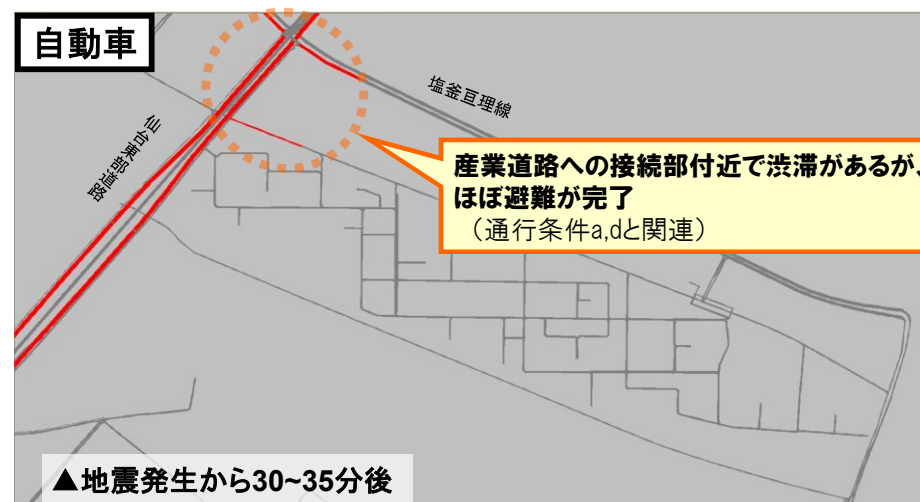 自動車
塩釜亘理線
仙台東部道路
産業道路への接続部付近で渋滞があるが、
ほぼ避難が完了
（通行条件a,dと関連）
▲地震発生から30~35分後